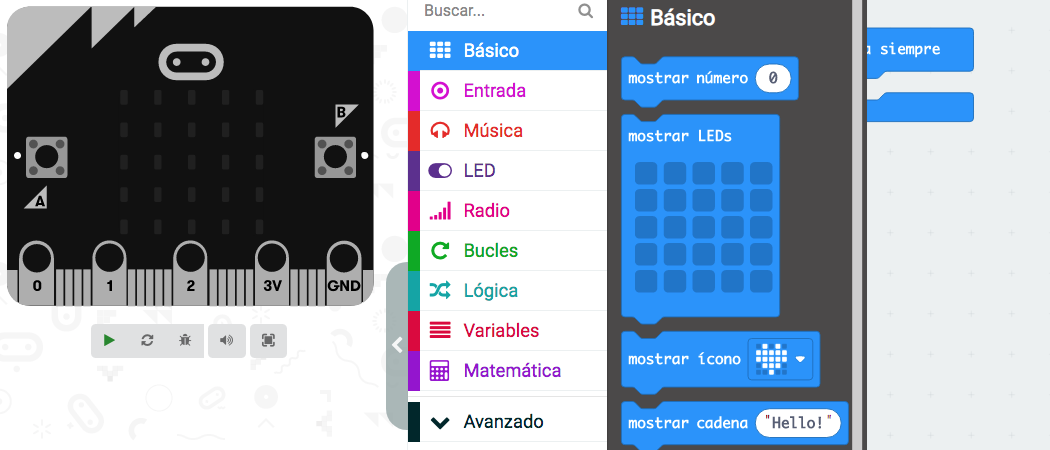 B
A
0
1
2
3V
GND
Buscar...
Básico
Entrada
Música
LED
Radio
Bucles
Lógica
Variables
Matemática
Avanzado
Básico
mostrar número 0
mostrar LEDs
mostrar ícono
mostrar cadena "Hello!"
siempre